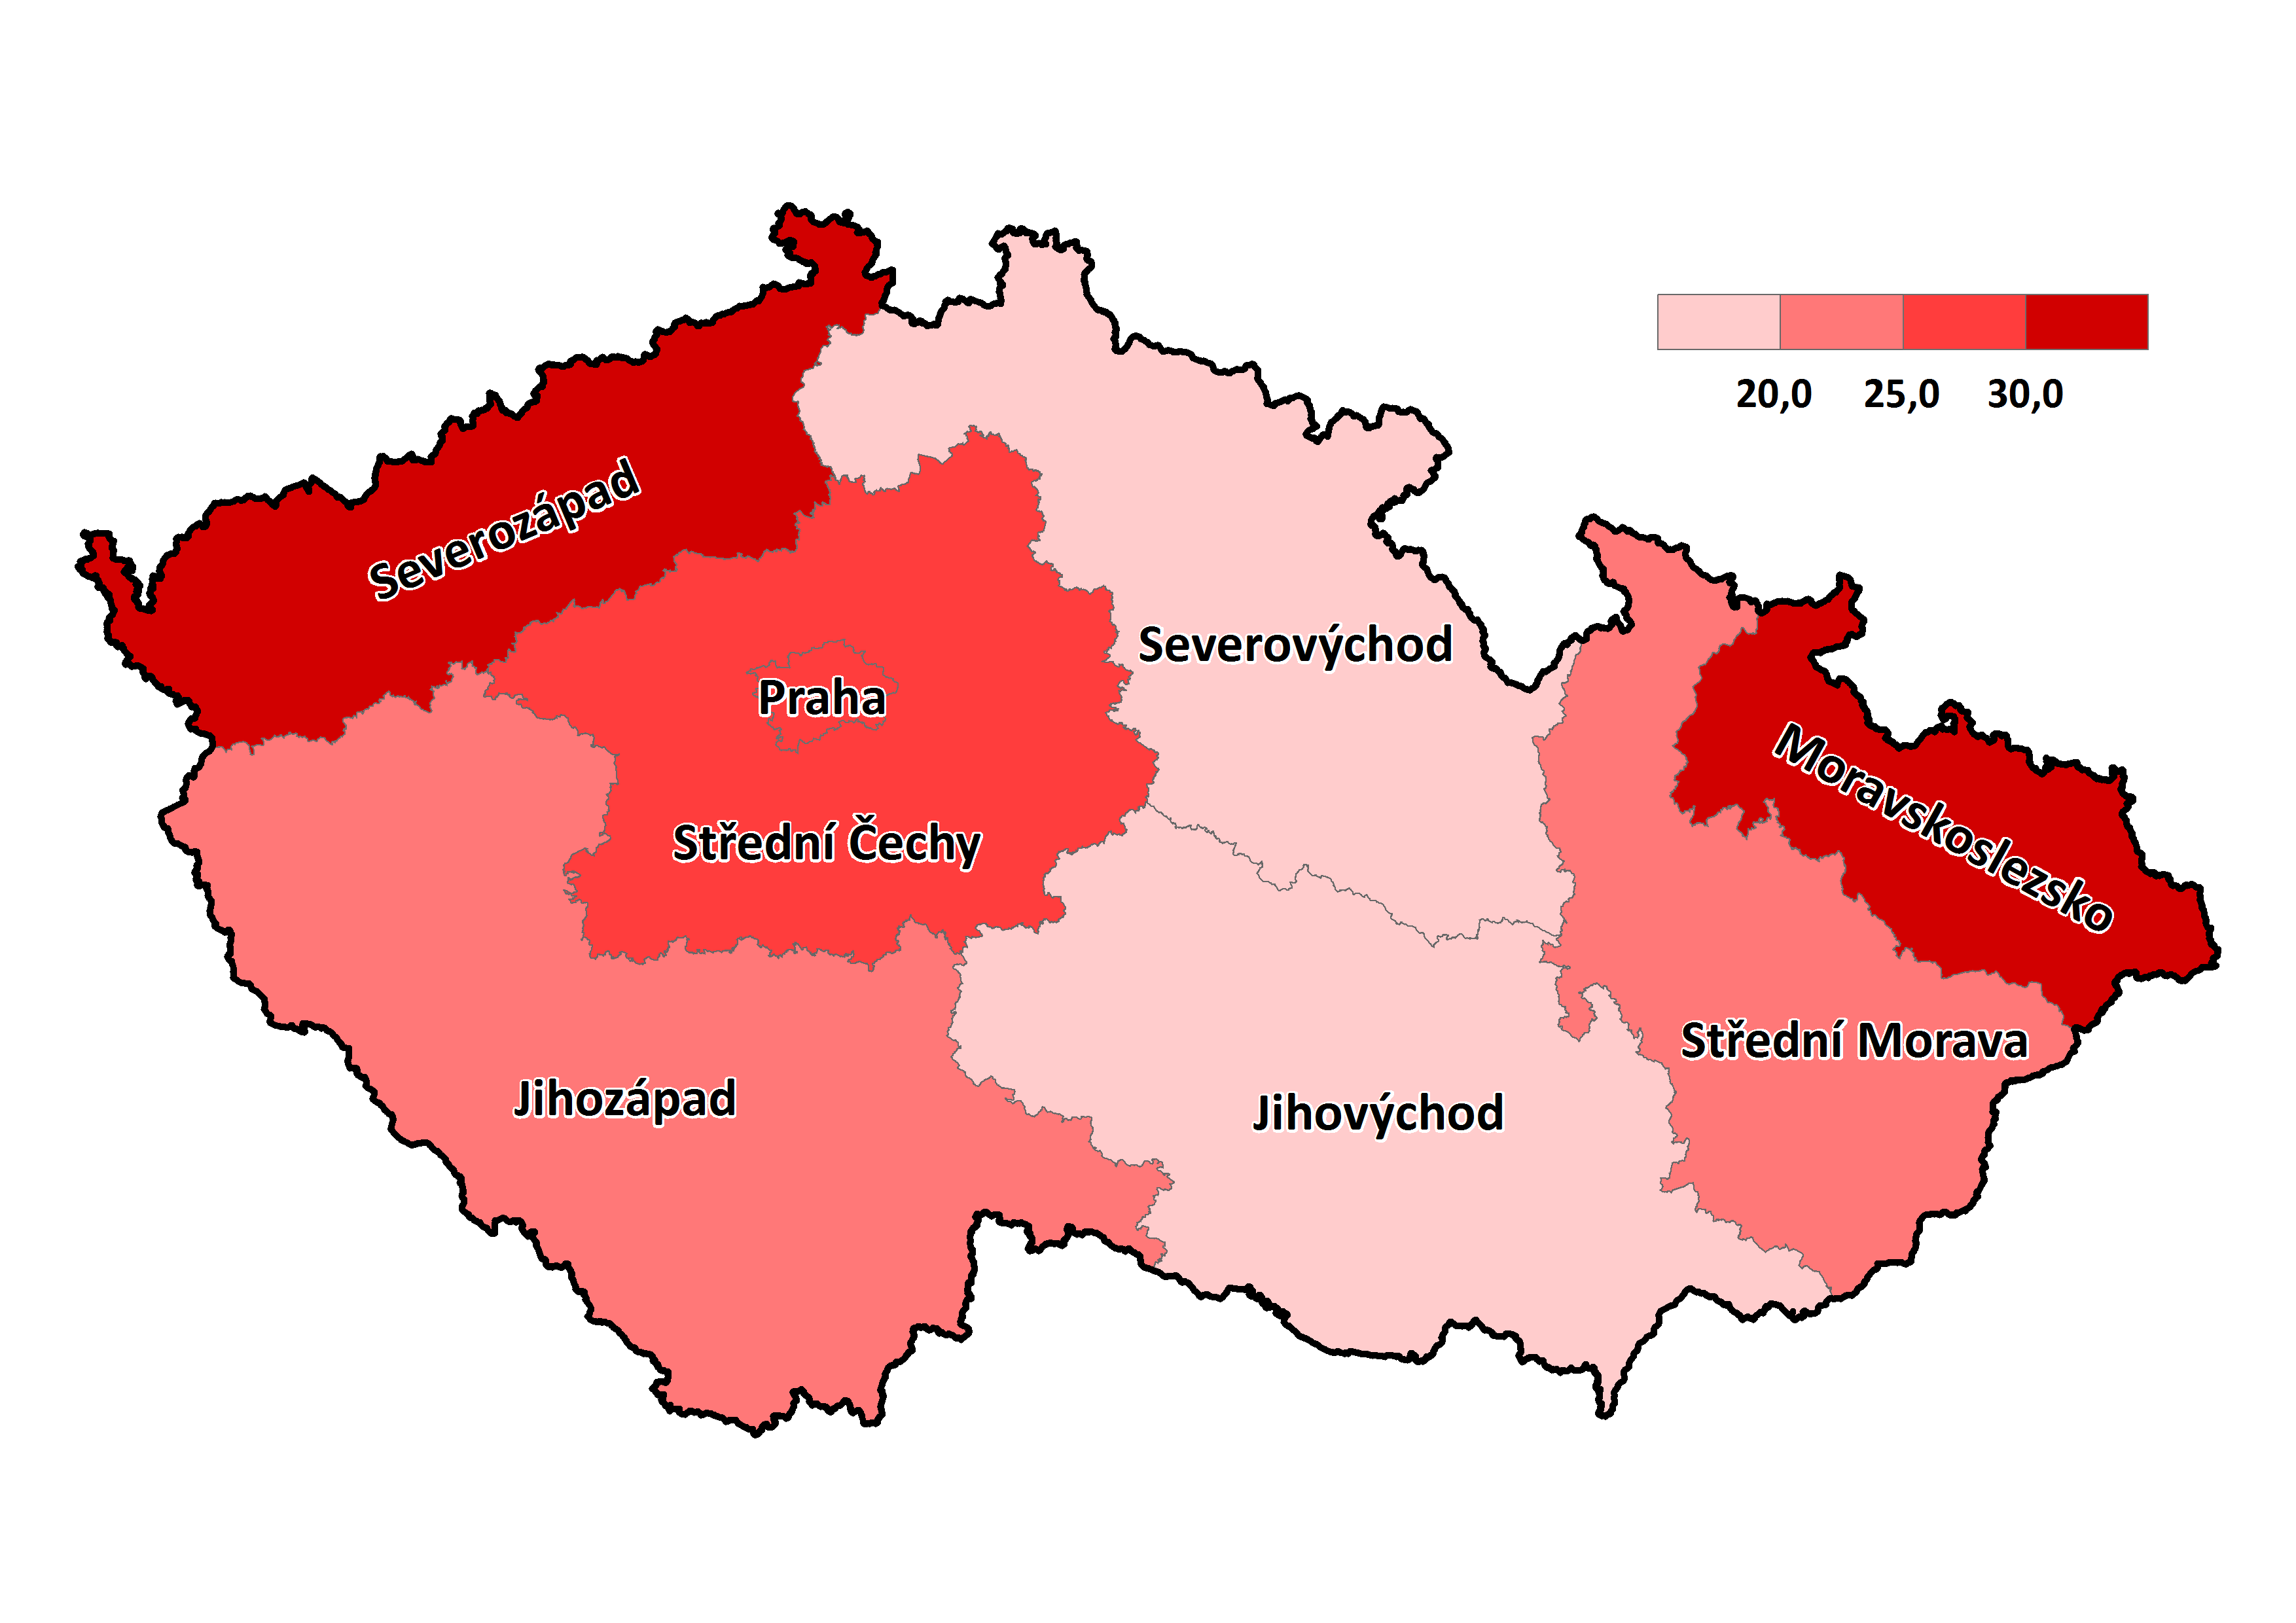 20,0 25,0 30,0
Severozápad
Severovýchod
Praha
Moravskoslezsko
Střední Čechy
Střední Morava
Jihozápad
Jihovýchod